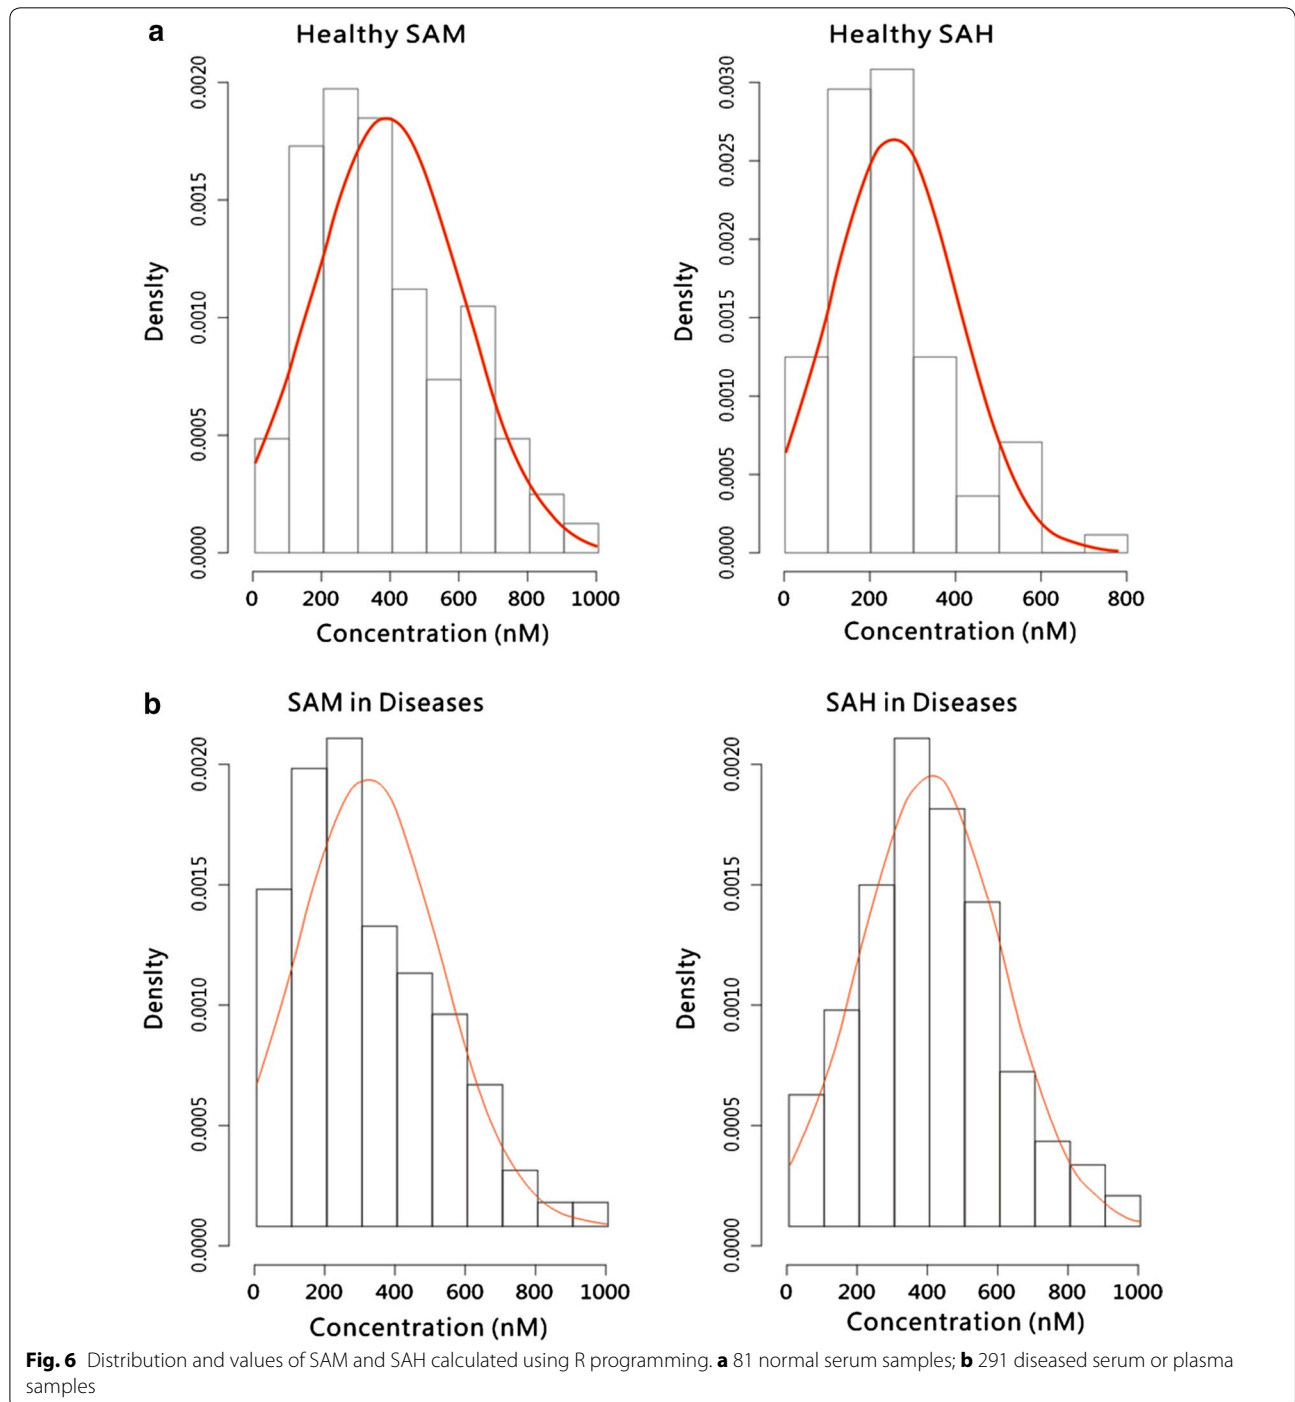 a
Healthy SAM
Density
0.0000 0.0005 0.0010 0.0015 0.0020
0 200 400 600 800 1000
Concentration (nM)
Healthy SAH
Density
0.0000 0.0005 0.0010 0.0015 0.0020 0.0025 0.0030
0 200 400 600 800
Concentration (nM)
b
SAM in Diseases
Density
0.0000 0.0005 0.0010 0.0015 0.0020
0 200 400 600 800 1000
Concentration (nM)
SAH in Diseases
Density
0.0000 0.0005 0.0010 0.0015 0.0020
0 200 400 600 800 1000
Concentration (nM)
Fig. 6 Distribution and values of SAM and SAH calculated using R programming. a 81 normal serum samples; b 291 diseased serum or plasma
samples